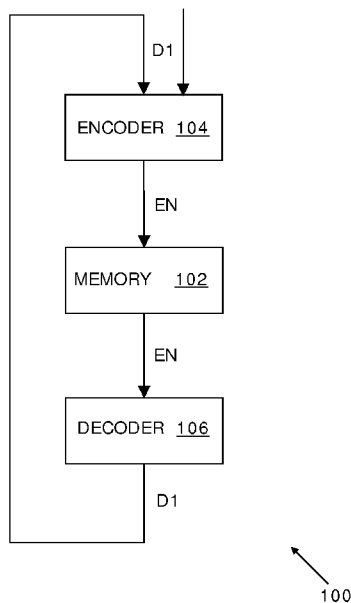 D1
ENCODER 104
EN
MEMORY 102
EN
DECODER 106
D1
100